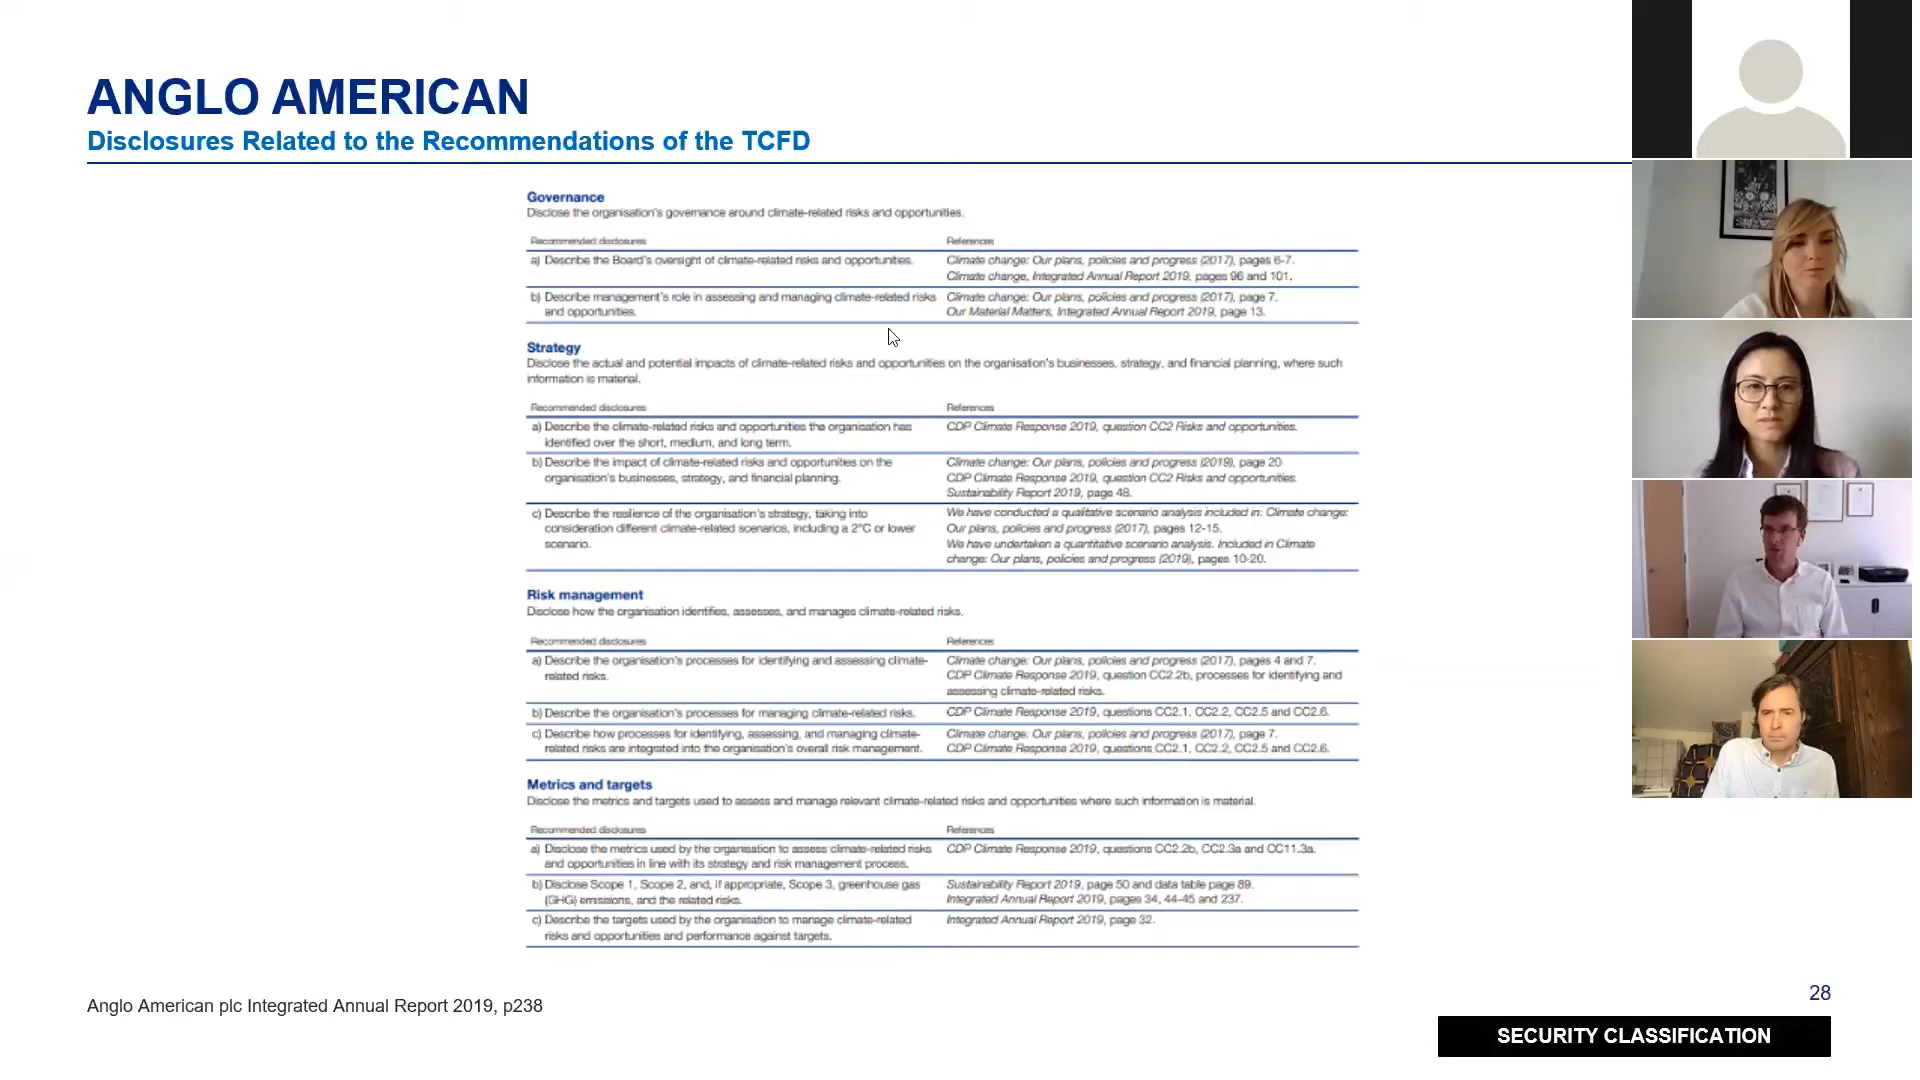 ANGLO AMERICAN
Disclosures Related to the Recommendations of the TCFD
Governance
Disclose the organisation's governance around climate-related risks and opportunities.
Recommended disclosures
References
a) Describe the Board's oversight of climate-related risks and opportunities.
Climate change: Our plans, policies and progress (2017), pages 6-7.
Climate change, Integrated Annual Report 2019, pages 96 and 101.
b) Describe management's role in assessing and managing climate-related risks
and opportunities.
Climate change: Our plans, policies and progress (2017), page 7.
Our Material Matters, Integrated Annual Report 2019, page 13.
Strategy
Disclose the actual and potential impacts of climate-related risks and opportunities on the organisation's businesses, strategy, and financial planning, where such
information is material.
Recommended disclosures
References
a) Describe the climate-related risks and opportunities the organisation has
identified over the short, medium, and long term.
CDP Climate Response 2019, question CC2 Risks and opportunities.
b) Describe the impact of climate-related risks and opportunities on the
organisation's businesses, strategy, and financial planning.
Climate change: Our plans, policies and progress (2019), page 20
CDP Climate Response 2019, question CC2 Risks and opportunities.
Sustainability Report 2019, page 48.
c) Describe the resilience of the organisation's strategy, taking into
consideration different climate-related scenarios, including a 2°C or lower
scenario.
We have conducted a qualitative scenario analysis included in: Climate change:
Our plans, policies and progress (2017), pages 12-15.
We have undertaken a quantitative scenario analysis. Included in Climate
change: Our plans, policies and progress (2019), pages 10-20.
Risk management
Disclose how the organisation identifies, assesses, and manages climate-related risks.
Recommended disclosures
References
a) Describe the organisation's processes for identifying and assessing climate-
related risks.
Climate change: Our plans, policies and progress (2017), pages 4 and 7.
CDP Climate Response 2019, question CC2.2b, processes for identifying and
assessing climate-related risks.
b) Describe the organisation's processes for managing climate-related risks.
CDP Climate Response 2019, questions CC2.1, CC2.2, CC2.5 and CC2.6.
c) Describe how processes for identifying, assessing, and managing climate-
related risks are integrated into the organisation's overall risk management.
Climate change: Our plans, policies and progress (2017), page 7.
CDP Climate Response 2019, questions CC2.1, CC2.2, CC2.5 and CC2.6.
Metrics and targets
Disclose the metrics and targets used to assess and manage relevant climate-related risks and opportunities where such information is material.
Recommended disclosures
References
a) Disclose the metrics used by the organisation to assess climate-related risks
and opportunities in line with its strategy and risk management process.
CDP Climate Response 2019, questions CC2.2b, CC2.3a and CC11.3a.
b) Disclose Scope 1, Scope 2, and, if appropriate, Scope 3, greenhouse gas
(GHG) emissions, and the related risks.
Sustainability Report 2019, page 50 and data table page 89.
Integrated Annual Report 2019, pages 34, 44-45 and 237.
c) Describe the targets used by the organisation to manage climate-related
risks and opportunities and performance against targets.
Integrated Annual Report 2019, page 32.
Anglo American plc Integrated Annual Report 2019, p238
28
SECURITY CLASSIFICATION